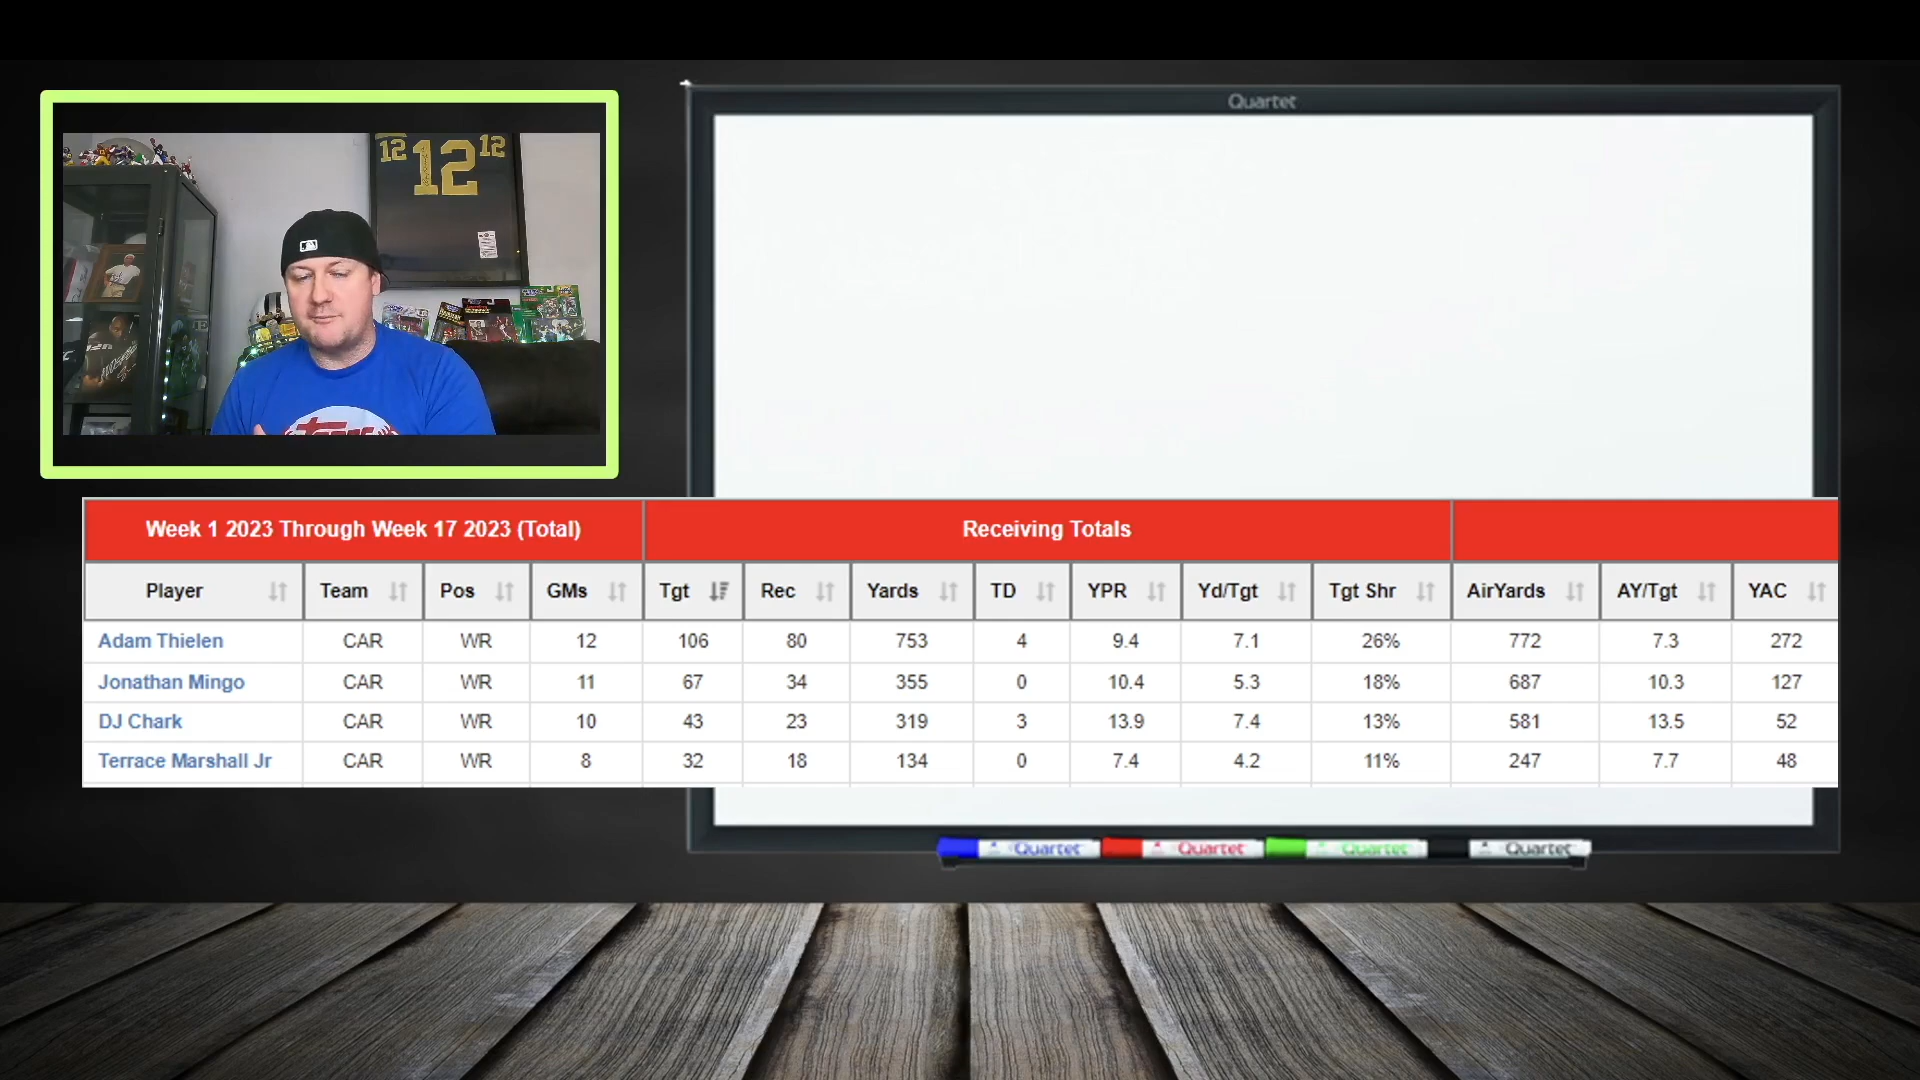 Quartet
12 12 12
Week 1 2023 Through Week 17 2023 (Total) Receiving Totals
Player Team Pos GMs Tgt Rec Yards TD YPR Yd/Tgt Tgt Shr AirYards AY/Tgt YAC
Adam Thielen CAR WR 12 106 80 753 4 9.4 7.1 26% 772 7.3 272
Jonathan Mingo CAR WR 11 67 34 355 0 10.4 5.3 18% 687 10.3 127
DJ Chark CAR WR 10 43 23 319 3 13.9 7.4 13% 581 13.5 52
Terrace Marshall Jr CAR WR 8 32 18 134 0 7.4 4.2 11% 247 7.7 48
Quartet Quartet Quartet Quartet